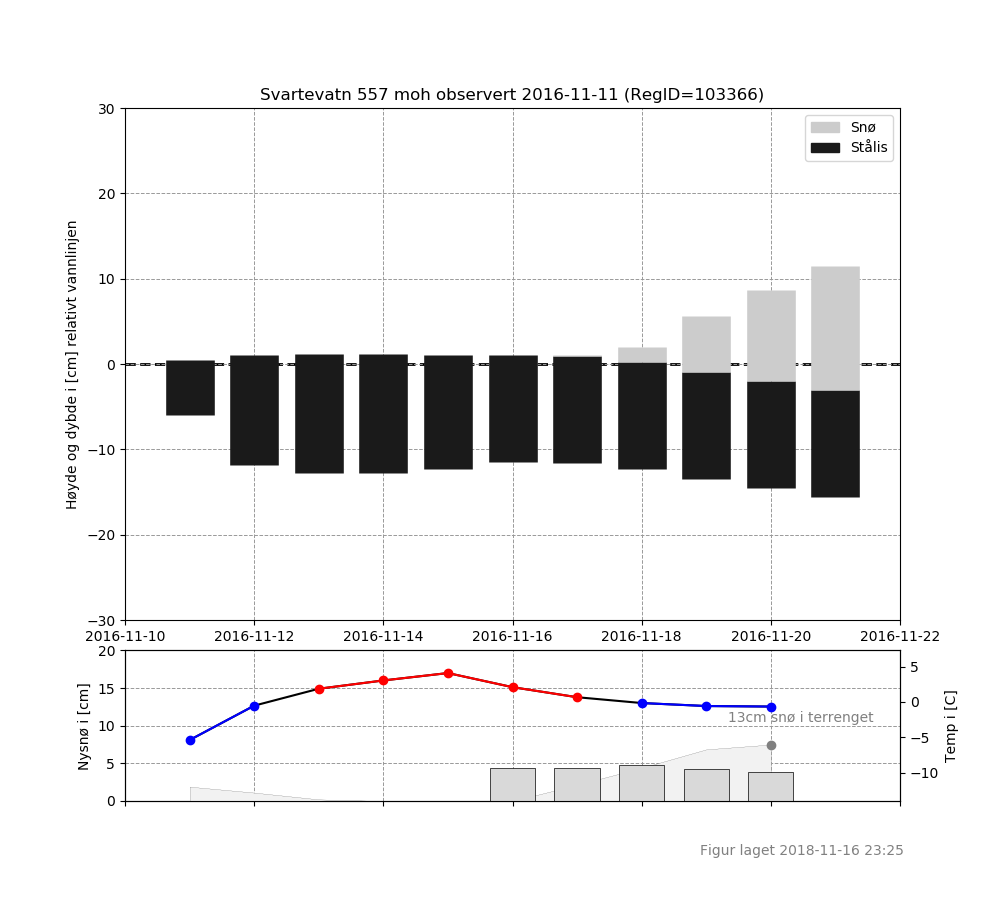 Svartevatn 557 moh observert 2016-11-11 (RegID=103366)
Snø
Stålis
Høyde og dybde i [cm] relativt vannlinjen
30
20
10
0
−10
−20
−30
2016-11-10 2016-11-12 2016-11-14 2016-11-16 2016-11-18 2016-11-20 2016-11-22
Nysnø i [cm]
20
15
10
5
0
13cm snø i terrenget
5
0
−5
−10
Temp i [C]
Figur laget 2018-11-16 23:25